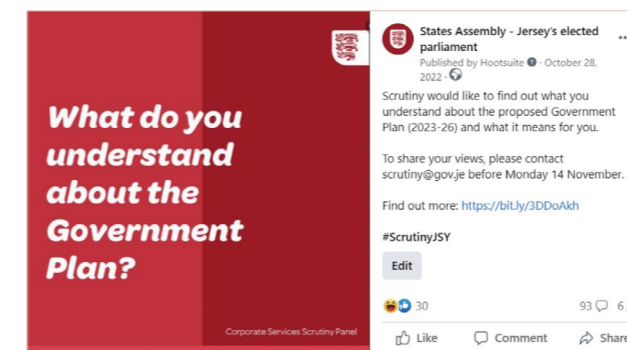 What do you
understand
about the
Government
Plan?
Corporate Services Scrutiny Panel
States Assembly - Jersey's elected
parliament
Published by Hootsuite · October 28,
2022 ·
Scrutiny would like to find out what you
understand about the proposed Government
Plan (2023-26) and what it means for you.
To share your views, please contact
scrutiny@gov.je before Monday 14 November.
Find out more: https://bit.ly/3DDoAkh
#ScrutinyJSY
Edit
30
93
6
Like
Comment
Share